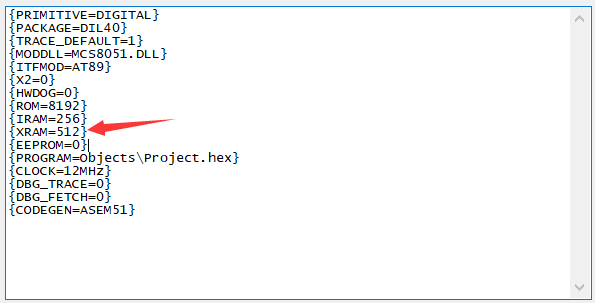 {PRIMITIVE=DIGITAL}
{PACKAGE=DIL40}
{TRACE_DEFAULT=1}
{MODDLL=MCS8051.DLL}
{ITFMOD=AT89}
{X2=0}
{HWDOG=0}
{ROM=8192}
{IRAM=256}
{XRAM=512}
{EEPROM=0}
{PROGRAM=Objects\Project.hex}
{CLOCK=12MHz}
{DBG_TRACE=0}
{DBG_FETCH=0}
{CODEGEN=ASEM51}